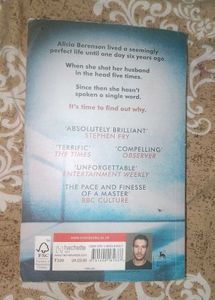 Alicia Berenson lived a seemingly
perfect life until one day six years ago.
When she shot her husband
in the head five times.
Since then she hasn't
spoken a single word.
It's time to find out why.
'ABSOLUTELY BRILLIANT'
STEPHEN FRY
'TERRIFIC'
THE TIMES
'COMPELLING'
OBSERVER
'UNFORGETTABLE'
ENTERTAINMENT WEEKLY
'THE PACE AND FINESSE
OF A MASTER'
BBC CULTURE
FSC
hachette